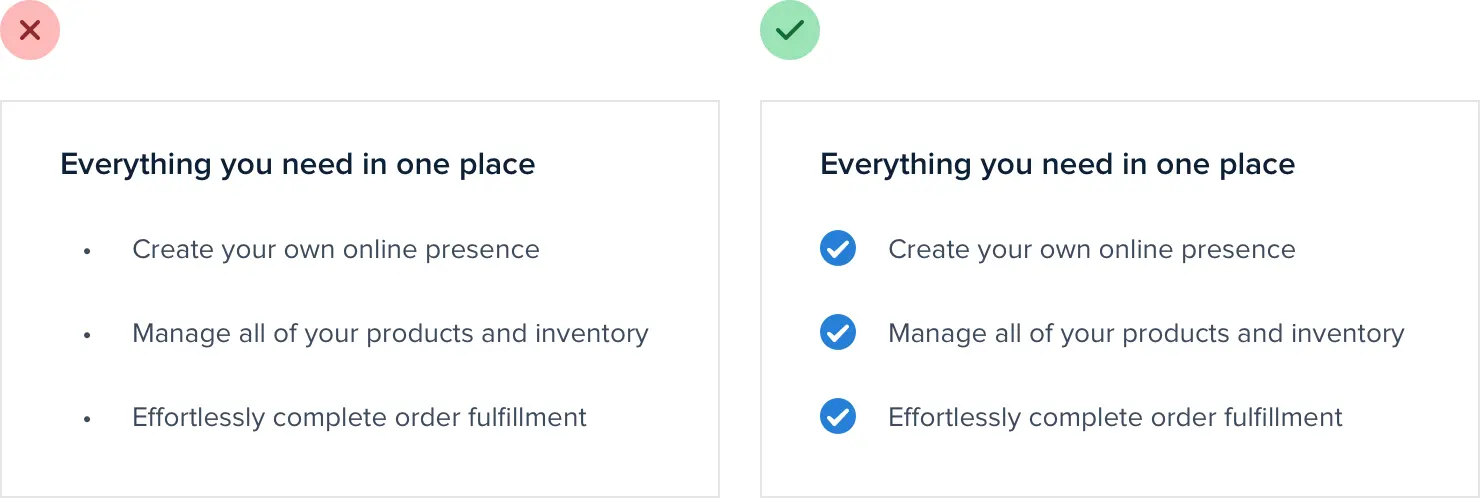 Everything you need in one place
• Create your own online presence
• Manage all of your products and inventory
• Effortlessly complete order fulfillment
Everything you need in one place
Create your own online presence
Manage all of your products and inventory
Effortlessly complete order fulfillment